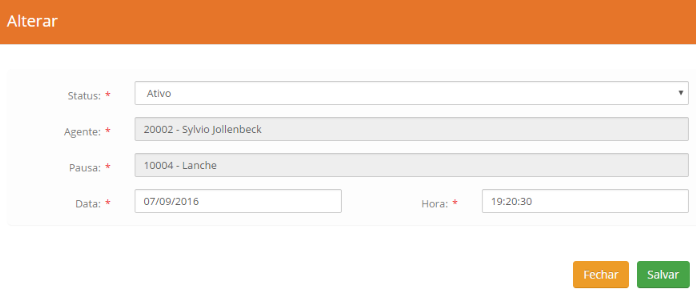 Alterar
Status: * Ativo
Agente: * 20002 - Sylvio Jollenbeck
Pausa: * 10004 - Lanche
Data: * 07/09/2016 Hora: * 19:20:30
Fechar Salvar